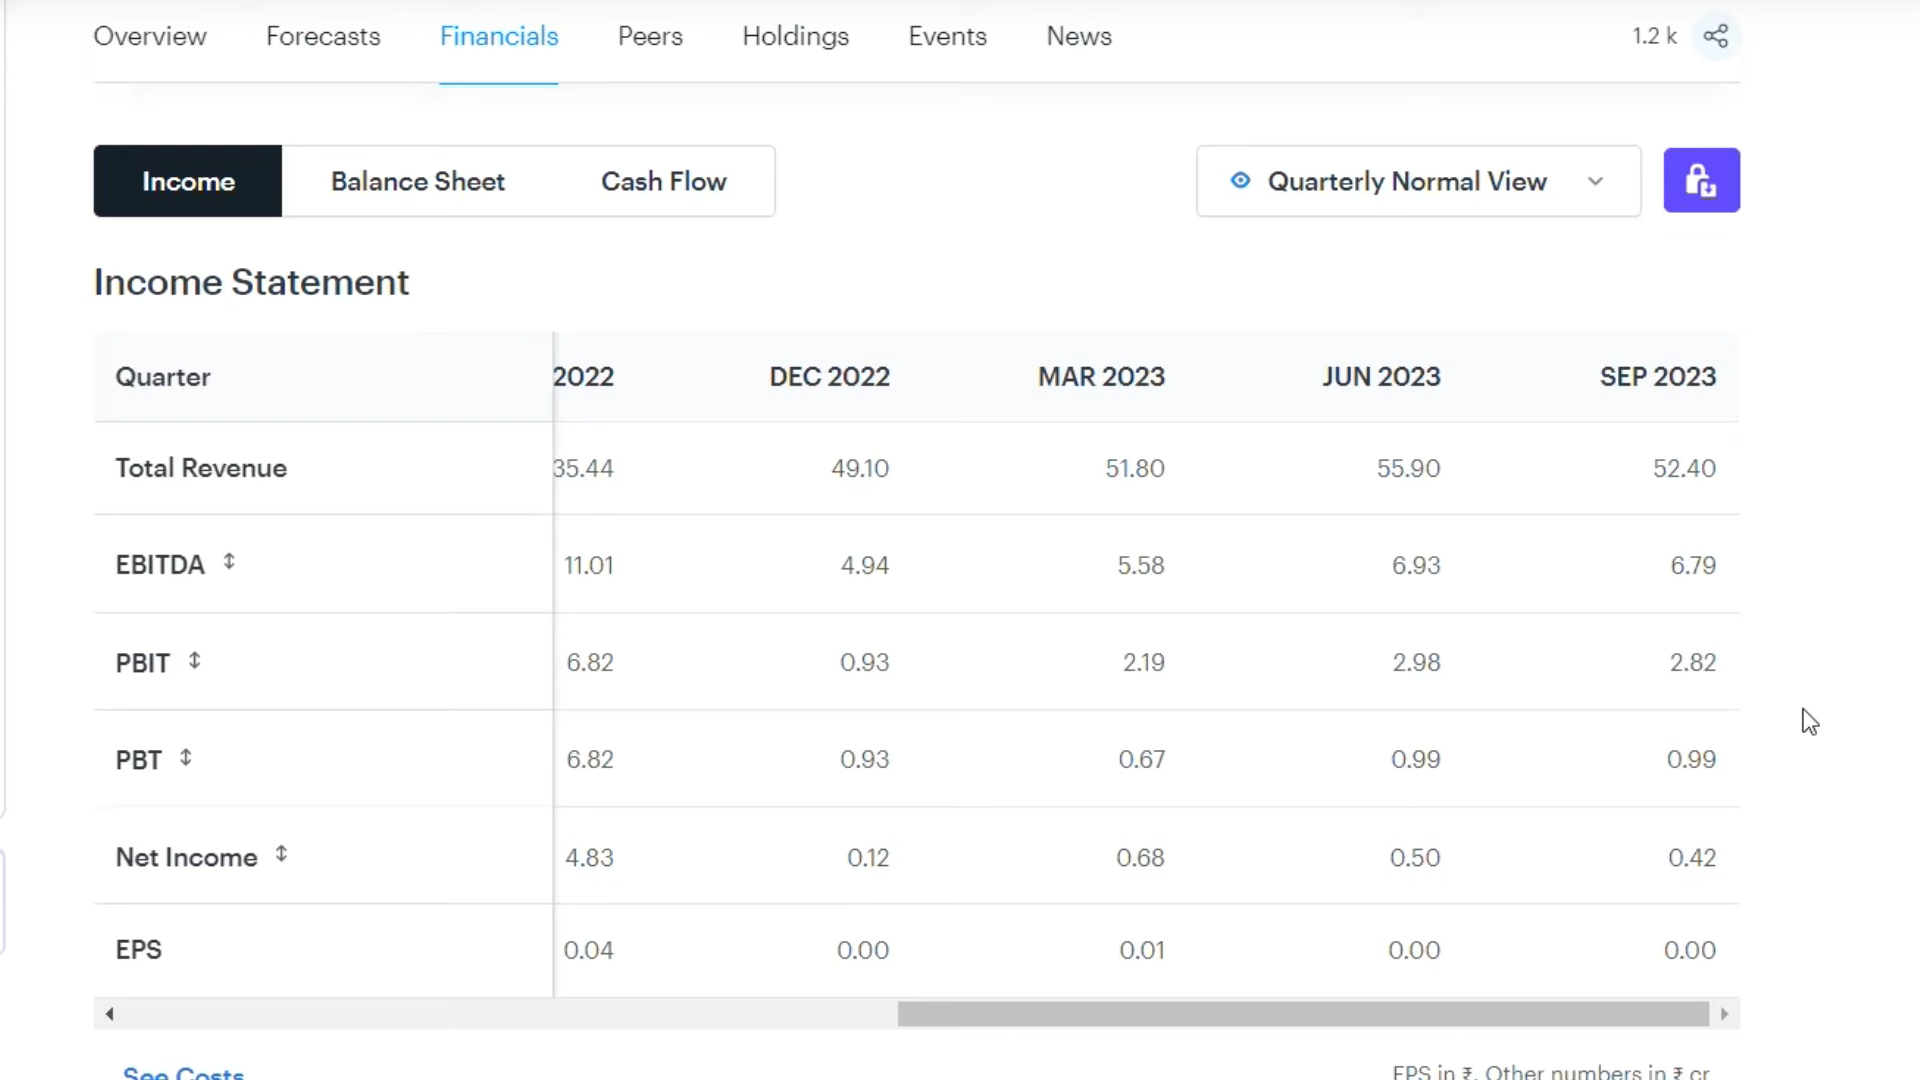 Overview Forecasts Financials Peers Holdings Events News 1.2 k
Income Balance Sheet Cash Flow Quarterly Normal View
Income Statement
Quarter 2022 DEC 2022 MAR 2023 JUN 2023 SEP 2023
Total Revenue 35.44 49.10 51.80 55.90 52.40
EBITDA 11.01 4.94 5.58 6.93 6.79
PBIT 6.82 0.93 2.19 2.98 2.82
PBT 6.82 0.93 0.67 0.99 0.99
Net Income 4.83 0.12 0.68 0.50 0.42
EPS 0.04 0.00 0.01 0.00 0.00
See Costs EPS in ₹, Other numbers in ₹ cr